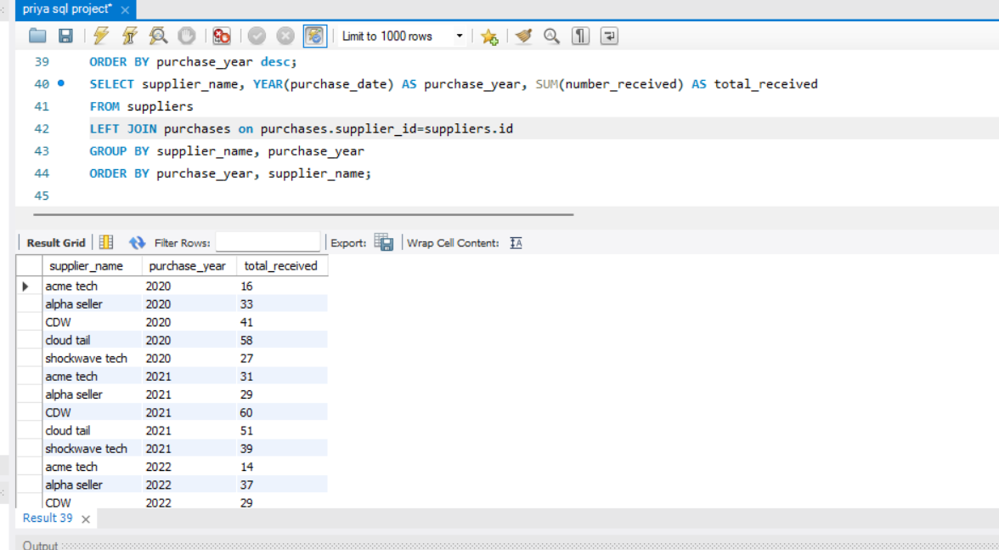 priya sql project*
Limit to 1000 rows
39 ORDER BY purchase_year desc;
40 SELECT supplier_name, YEAR(purchase_date) AS purchase_year, SUM(number_received) AS total_received
41 FROM suppliers
42 LEFT JOIN purchases on purchases.supplier_id=suppliers.id
43 GROUP BY supplier_name, purchase_year
44 ORDER BY purchase_year, supplier_name;
45
Result Grid Filter Rows: Export: Wrap Cell Content:
supplier_name purchase_year total_received
acme tech 2020 16
alpha seller 2020 33
CDW 2020 41
cloud tail 2020 58
shockwave tech 2020 27
acme tech 2021 31
alpha seller 2021 29
CDW 2021 60
cloud tail 2021 51
shockwave tech 2021 39
acme tech 2022 14
alpha seller 2022 37
CDW 2022 29
Result 39
Output